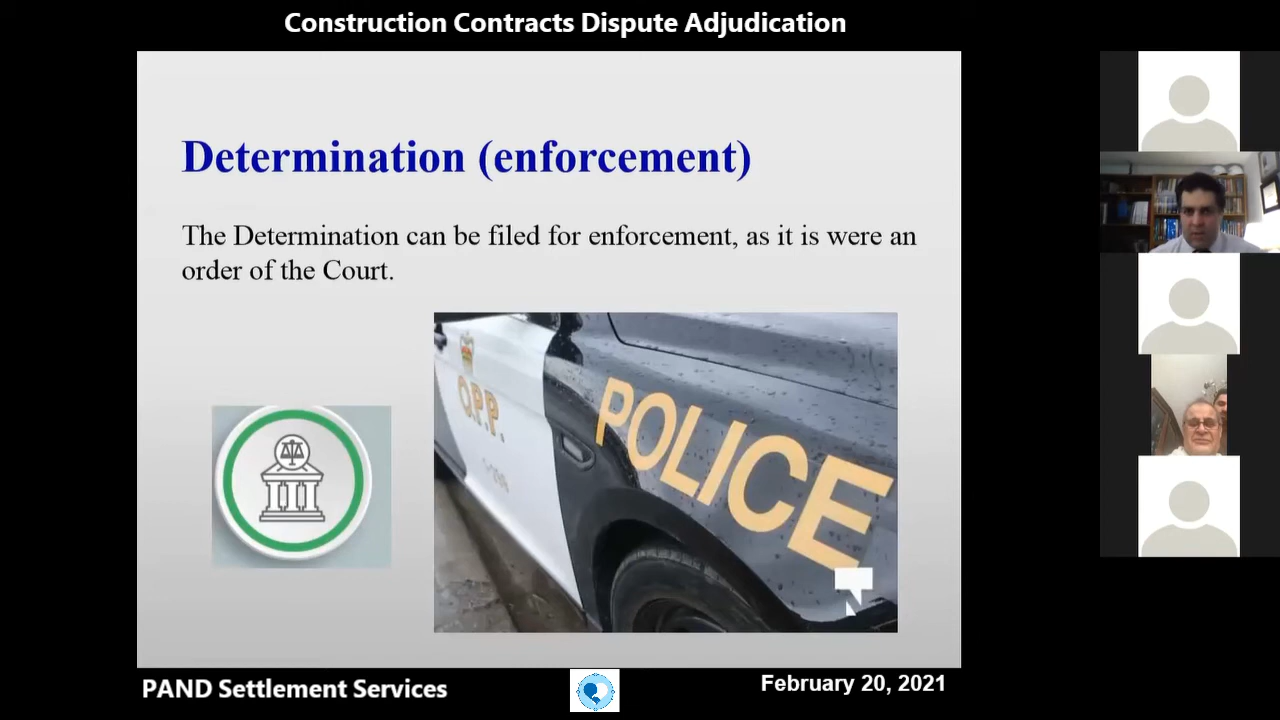 Construction Contracts Dispute Adjudication
Determination (enforcement)
The Determination can be filed for enforcement, as it is were an
order of the Court.
O.P.P.
POLICE
PAND Settlement Services
February 20, 2021